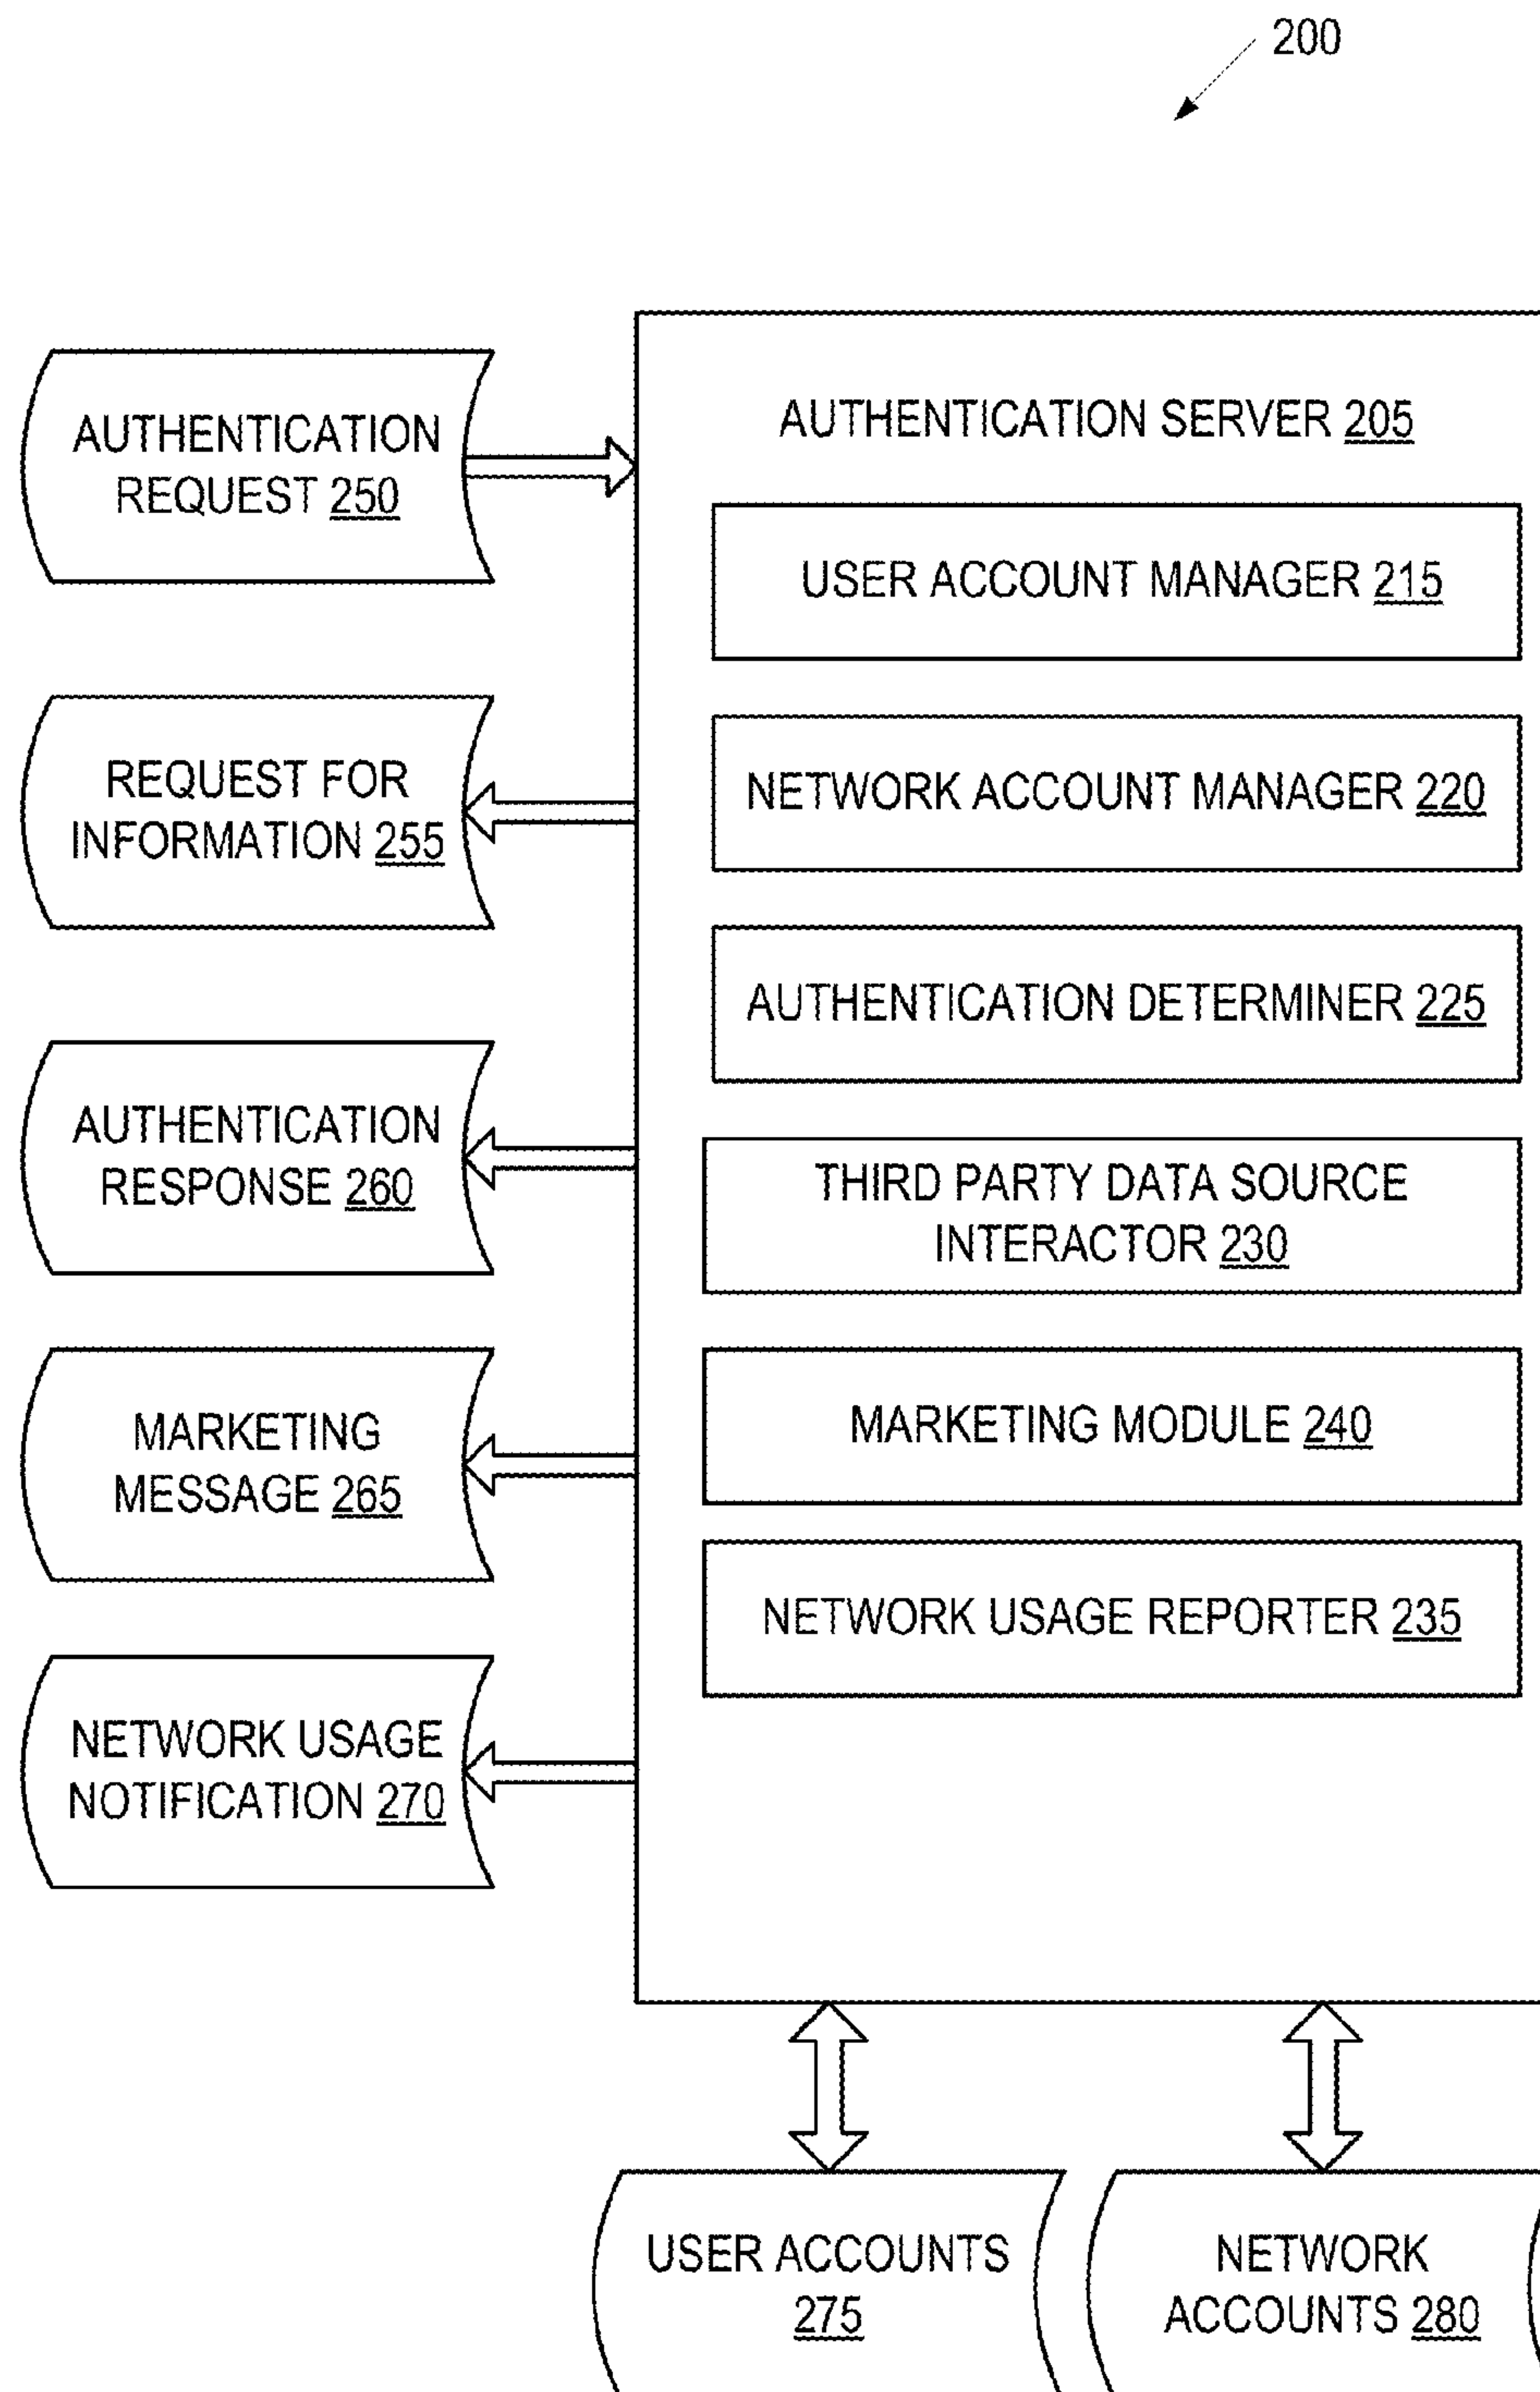 200
AUTHENTICATION
REQUEST 250
REQUEST FOR
INFORMATION 255
AUTHENTICATION
RESPONSE 260
MARKETING
MESSAGE 265
NETWORK USAGE
NOTIFICATION 270
AUTHENTICATION SERVER 205
USER ACCOUNT MANAGER 215
NETWORK ACCOUNT MANAGER 220
AUTHENTICATION DETERMINER 225
THIRD PARTY DATA SOURCE
INTERACTOR 230
MARKETING MODULE 240
NETWORK USAGE REPORTER 235
USER ACCOUNTS
275
NETWORK
ACCOUNTS 280